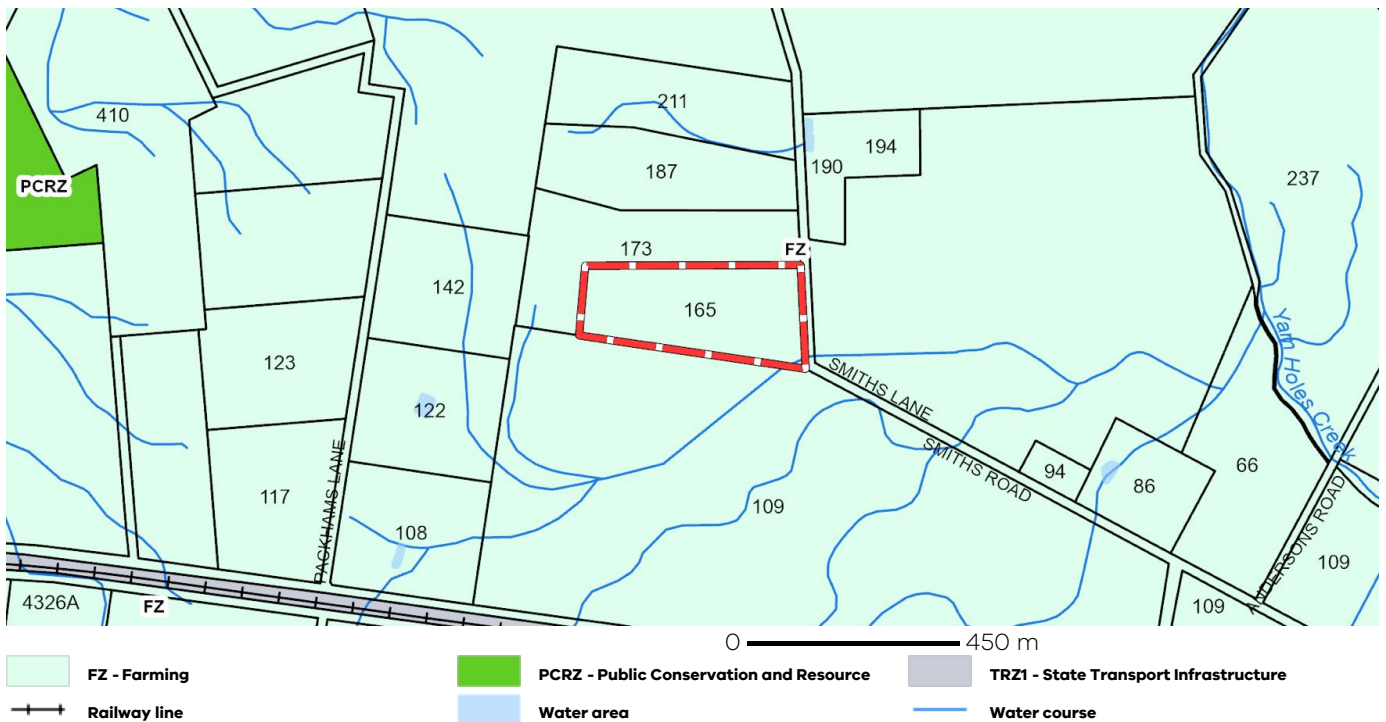 410
211
194
190
187
237
PCRZ
173
FZ
142
165
123
SMITHS LANE
Yam Holes Creek
122
SMITHS ROAD
94
86
66
117
PACKHAMS LANE
108
109
ANDERSONS ROAD
109
4326A
FZ
109
0 450 m
FZ - Farming
PCRZ - Public Conservation and Resource
TRZ1 - State Transport Infrastructure
Railway line
Water area
Water course